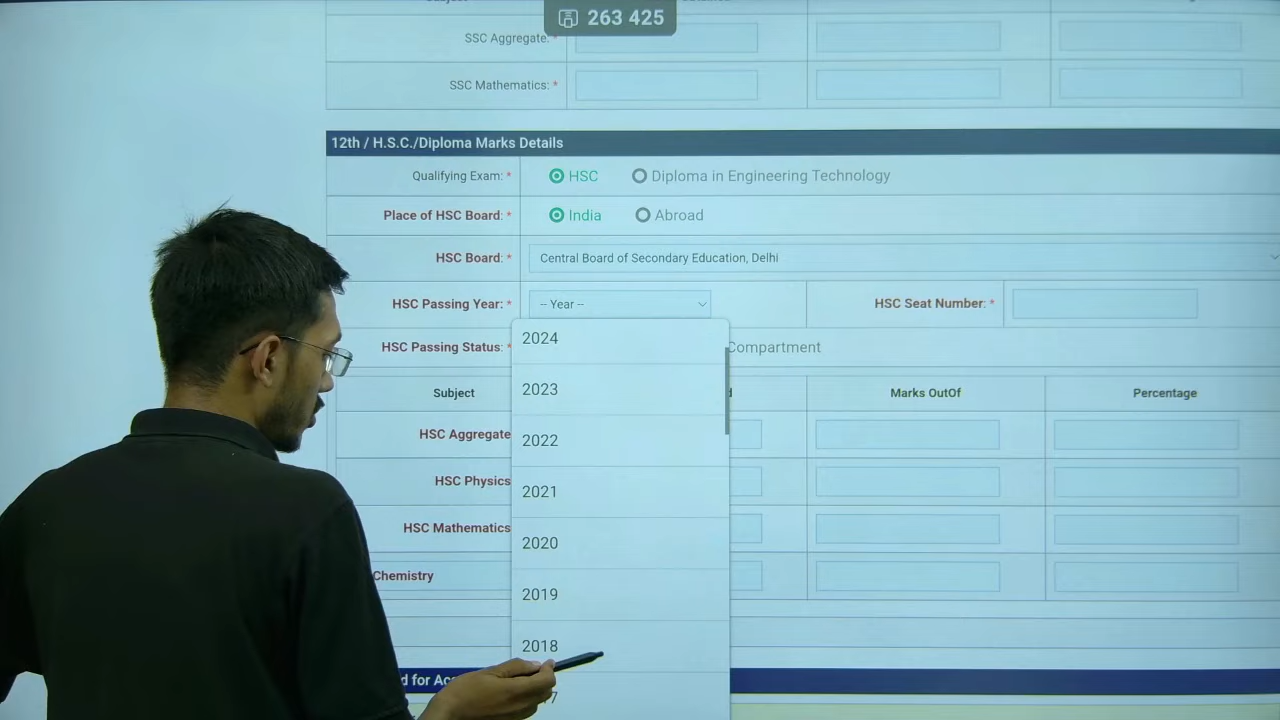 263 425
SSC Aggregate: *
SSC Mathematics: *
12th / H.S.C./Diploma Marks Details
Qualifying Exam: * HSC Diploma in Engineering Technology
Place of HSC Board: * India Abroad
HSC Board: * Central Board of Secondary Education, Delhi
HSC Passing Year: * -- Year -- HSC Seat Number: *
HSC Passing Status: * Compartment
2024
2023
2022
2021
2020
2019
2018
7
Subject d Marks OutOf Percentage
HSC Aggregate
HSC Physics
HSC Mathematics
Chemistry
d for Ac